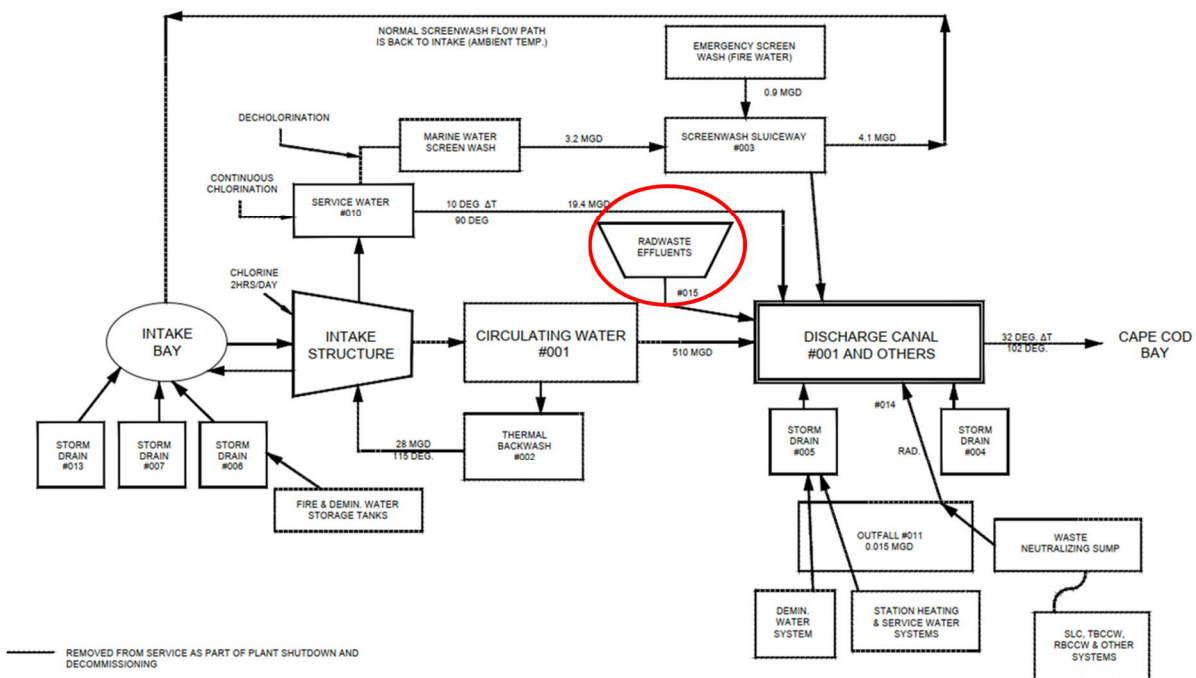 NORMAL SCREENWASH FLOW PATH
IS BACK TO INTAKE (AMBIENT TEMP.)
EMERGENCY SCREEN
WASH (FIRE WATER)
0.9 MGD
DECHOLORINATION
MARINE WATER
SCREEN WASH
3.2 MGD
SCREENWASH SLUICEWAY
#003
4.1 MGD
CONTINUOUS
CHLORINATION
SERVICE WATER
#010
10 DEG ΔT
90 DEG
19.4 MGD
RADWASTE
EFFLUENTS
#015
CHLORINE
2HRS/DAY
INTAKE
BAY
INTAKE
STRUCTURE
CIRCULATING WATER
#001
510 MGD
DISCHARGE CANAL
#001 AND OTHERS
32 DEG. ΔT
102 DEG.
CAPE COD
BAY
STORM
DRAIN
#013
STORM
DRAIN
#007
STORM
DRAIN
#006
28 MGD
115 DEG.
THERMAL
BACKWASH
#002
STORM
DRAIN
#005
#014
RAD.
STORM
DRAIN
#004
FIRE & DEMIN. WATER
STORAGE TANKS
OUTFALL #011
0.015 MGD
WASTE
NEUTRALIZING SUMP
DEMIN.
WATER
SYSTEM
STATION HEATING
& SERVICE WATER
SYSTEMS
SLC, TBCCW,
RBCCW & OTHER
SYSTEMS
REMOVED FROM SERVICE AS PART OF PLANT SHUTDOWN AND
DECOMMISSIONING